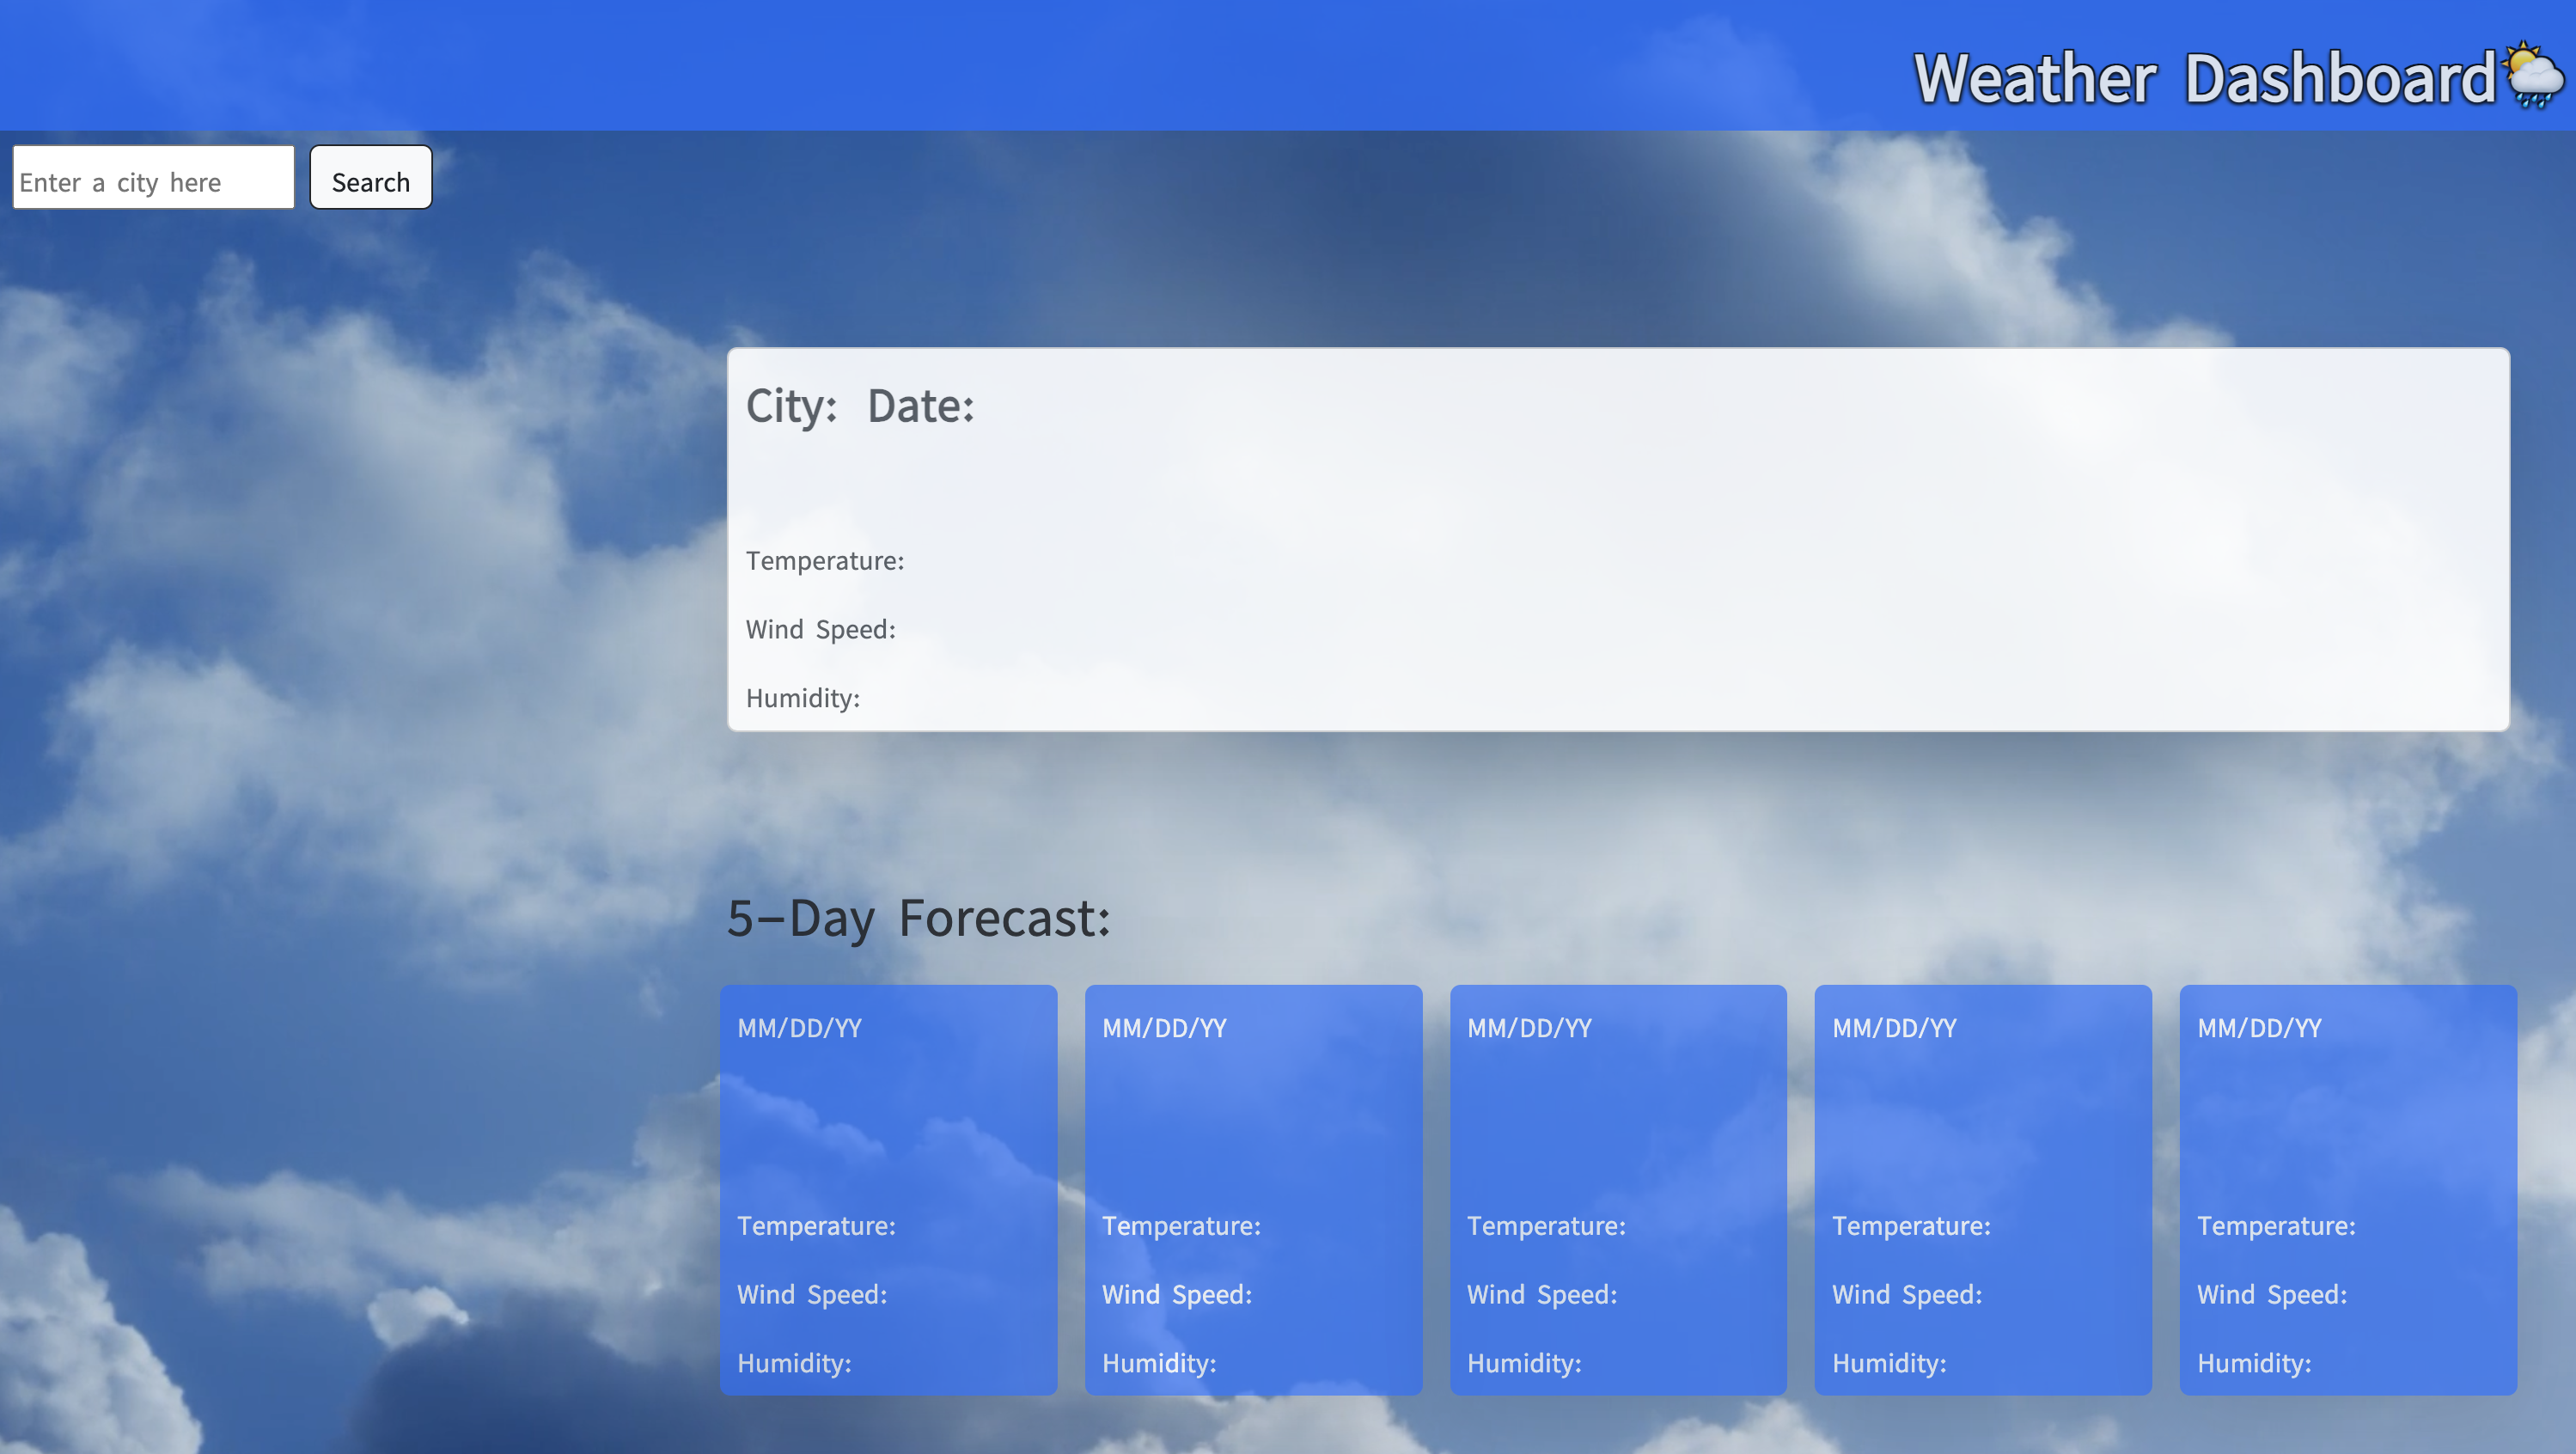 Weather Dashboard
Enter a city here
Search
City: Date:
Temperature:
Wind Speed:
Humidity:
5-Day Forecast:
MM/DD/YY
Temperature:
Wind Speed:
Humidity:
MM/DD/YY
Temperature:
Wind Speed:
Humidity:
MM/DD/YY
Temperature:
Wind Speed:
Humidity:
MM/DD/YY
Temperature:
Wind Speed:
Humidity:
MM/DD/YY
Temperature:
Wind Speed:
Humidity: